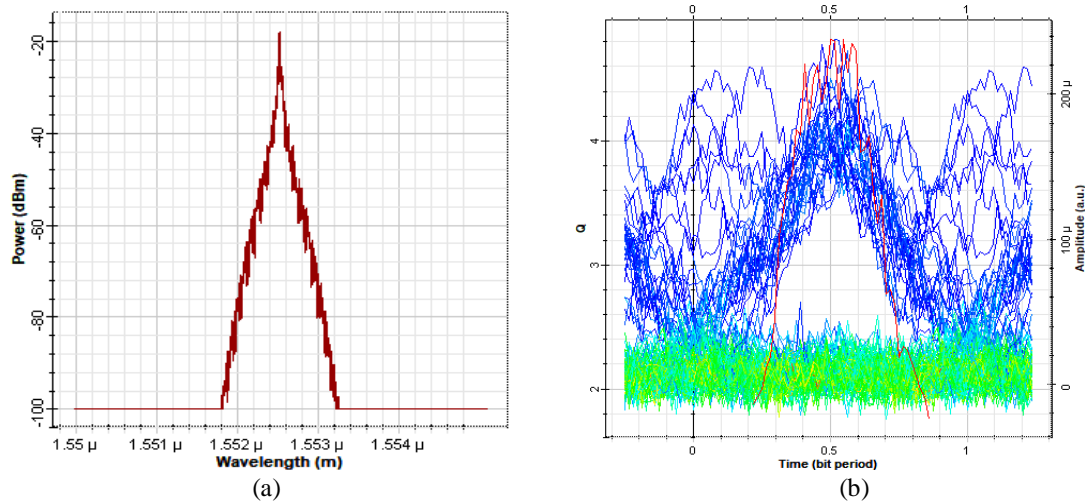 Power (dBm)
-20
-40
-60
-80
-100
1.55 µ 1.551 µ 1.552 µ 1.553 µ 1.554 µ
Wavelength (m)
(a)
0 0.5 1
Q
4
3
2
200 µ
100 µ
0
Amplitude (a.u.)
0 0.5 1
Time (bit period)
(b)